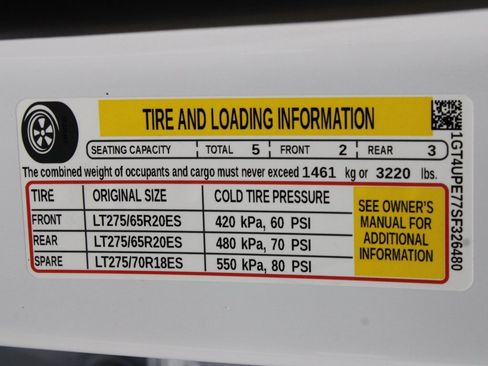 TIRE AND LOADING INFORMATION
SEATING CAPACITY TOTAL 5 FRONT 2 REAR 3
The combined weight of occupants and cargo must never exceed 1461 kg or 3220 lbs.
TIRE ORIGINAL SIZE COLD TIRE PRESSURE
FRONT LT275/65R20ES 420 kPa, 60 PSI
REAR LT275/65R20ES 480 kPa, 70 PSI
SPARE LT275/70R18ES 550 kPa, 80 PSI
SEE OWNER'S
MANUAL FOR
ADDITIONAL
INFORMATION
1GT4UPE77SF326480